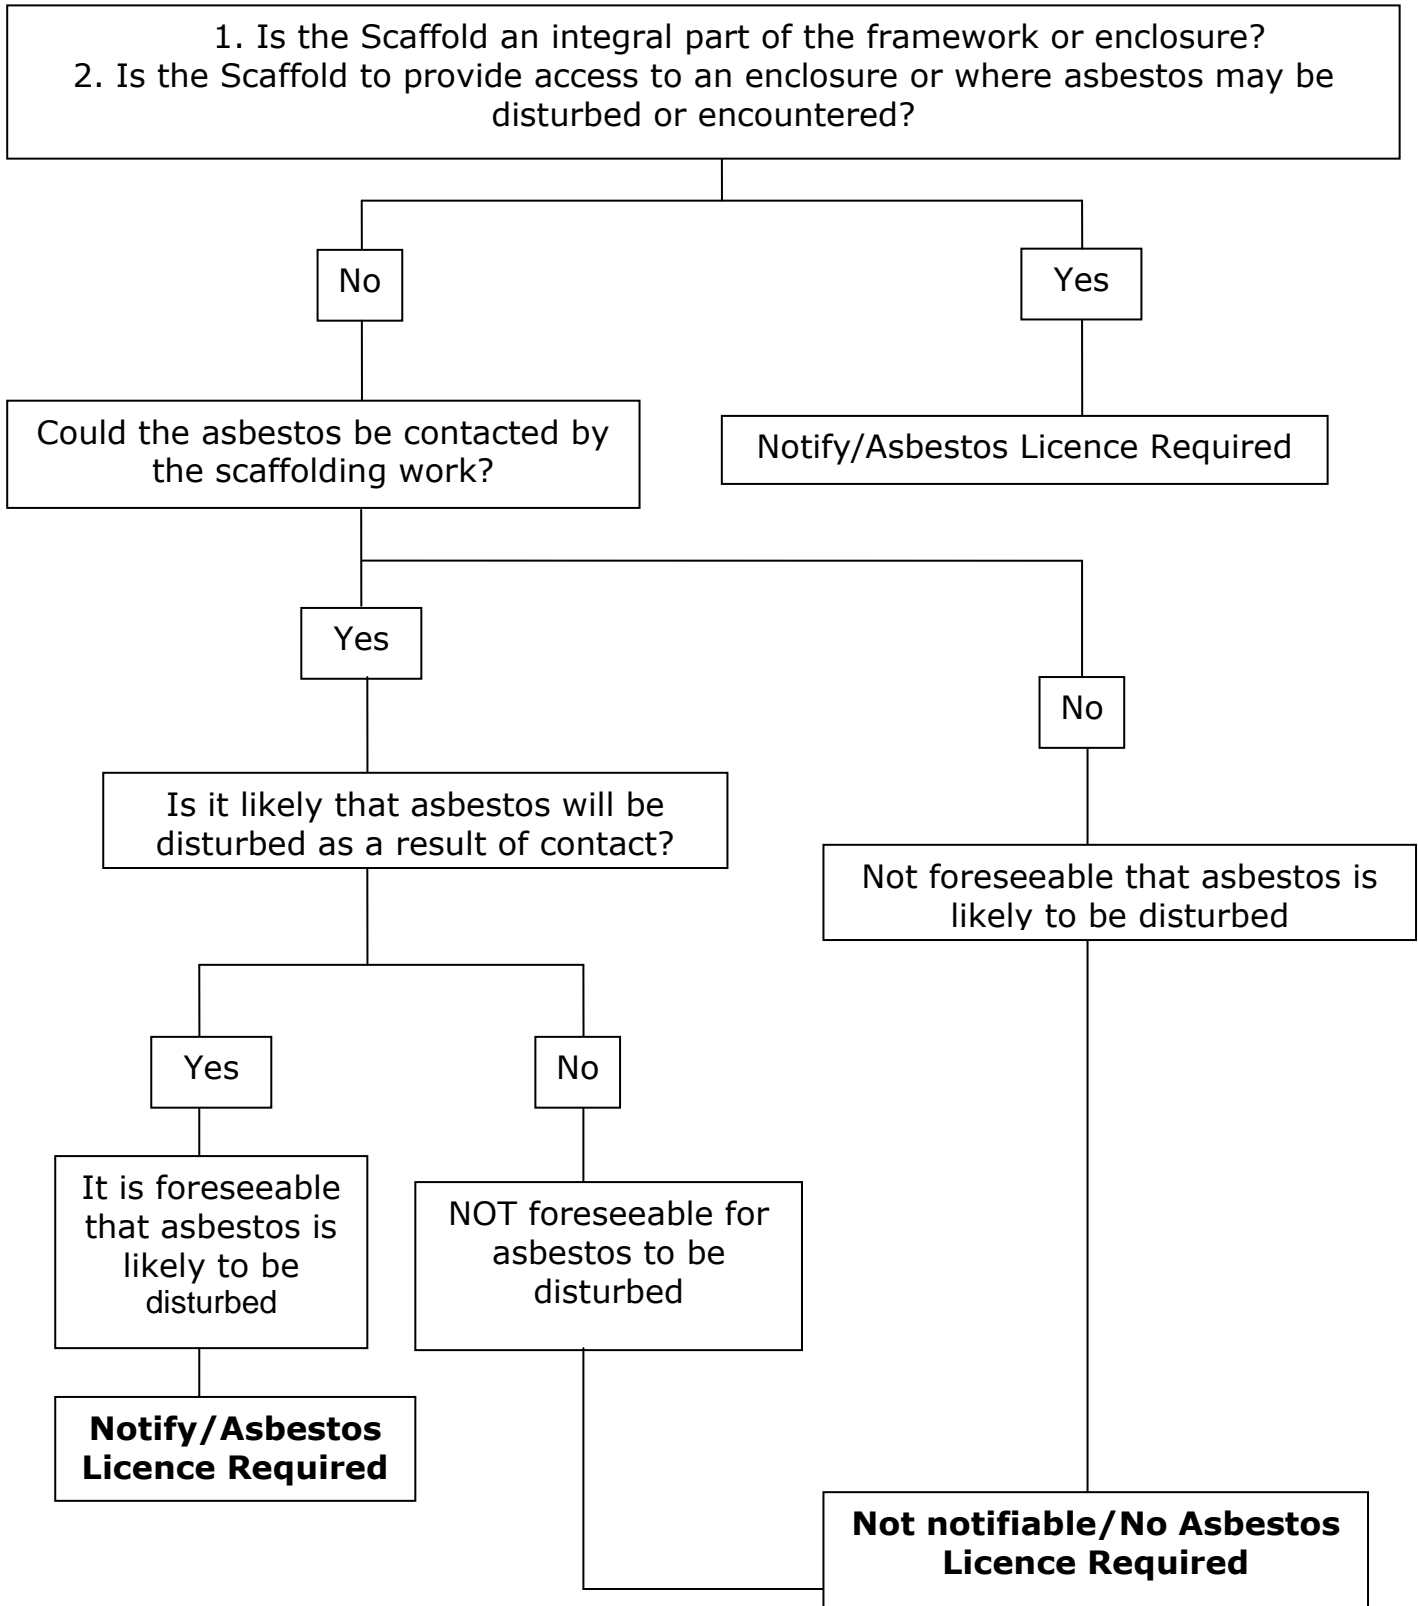 1. Is the Scaffold an integral part of the framework or enclosure?
2. Is the Scaffold to provide access to an enclosure or where asbestos may be
disturbed or encountered?
No
Yes
Could the asbestos be contacted by
the scaffolding work?
Notify/Asbestos Licence Required
Yes
No
Is it likely that asbestos will be
disturbed as a result of contact?
Not foreseeable that asbestos is
likely to be disturbed
Yes
No
It is foreseeable
that asbestos is
likely to be
disturbed
NOT foreseeable for
asbestos to be
disturbed
Notify/Asbestos
Licence Required
Not notifiable/No Asbestos
Licence Required